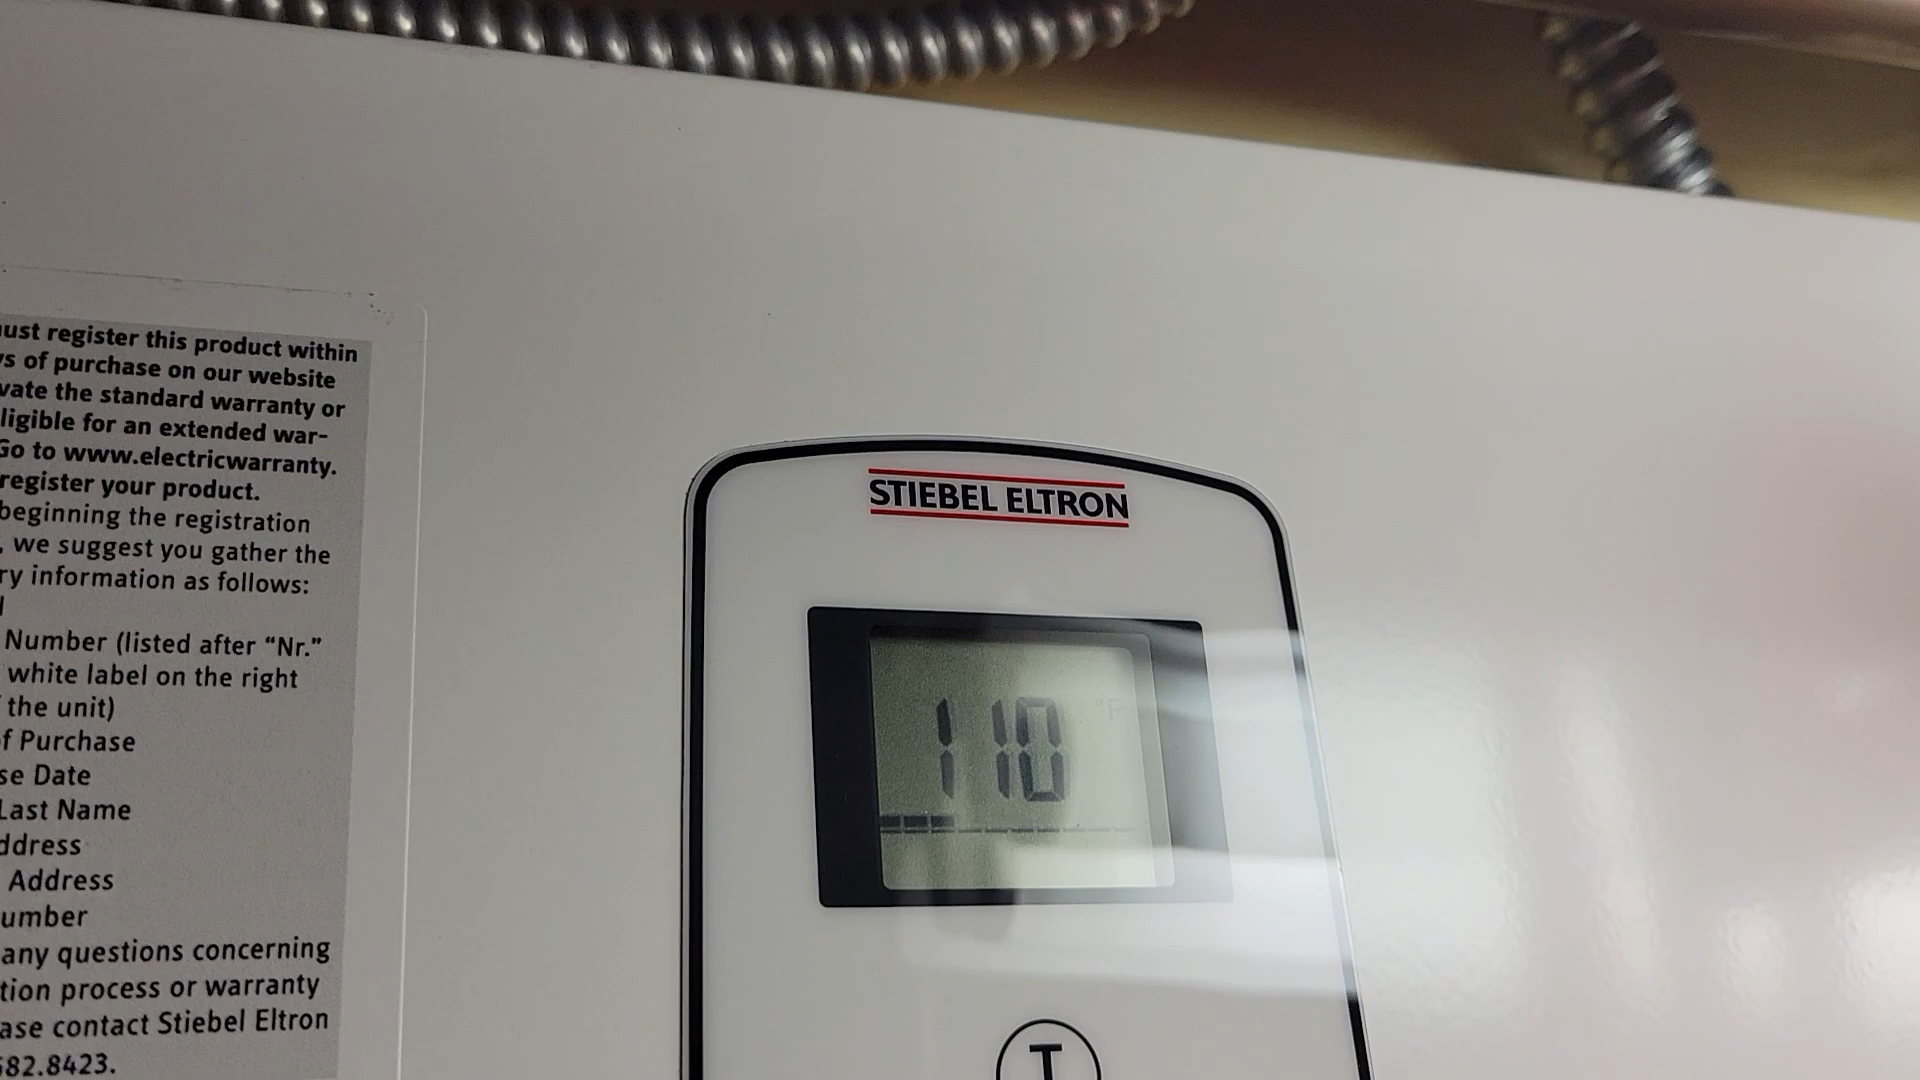 ust register this product within
s of purchase on our website
vate the standard warranty or
ligible for an extended war-
Go to www.electricwarranty.
register your product.
beginning the registration
, we suggest you gather the
ry information as follows:
Number (listed after “Nr.”
white label on the right
the unit)
f Purchase
se Date
Last Name
ddress
Address
umber
any questions concerning
tion process or warranty
ase contact Stiebel Eltron
582.8423.
STIEBEL ELTRON
110 °F
T